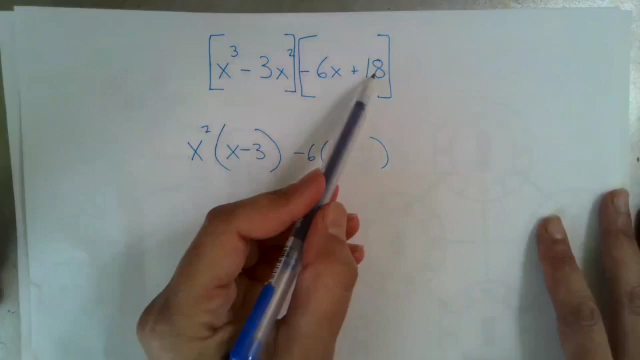 [x³ - 3x²][- 6x + 18]
x²(x-3) -6( )